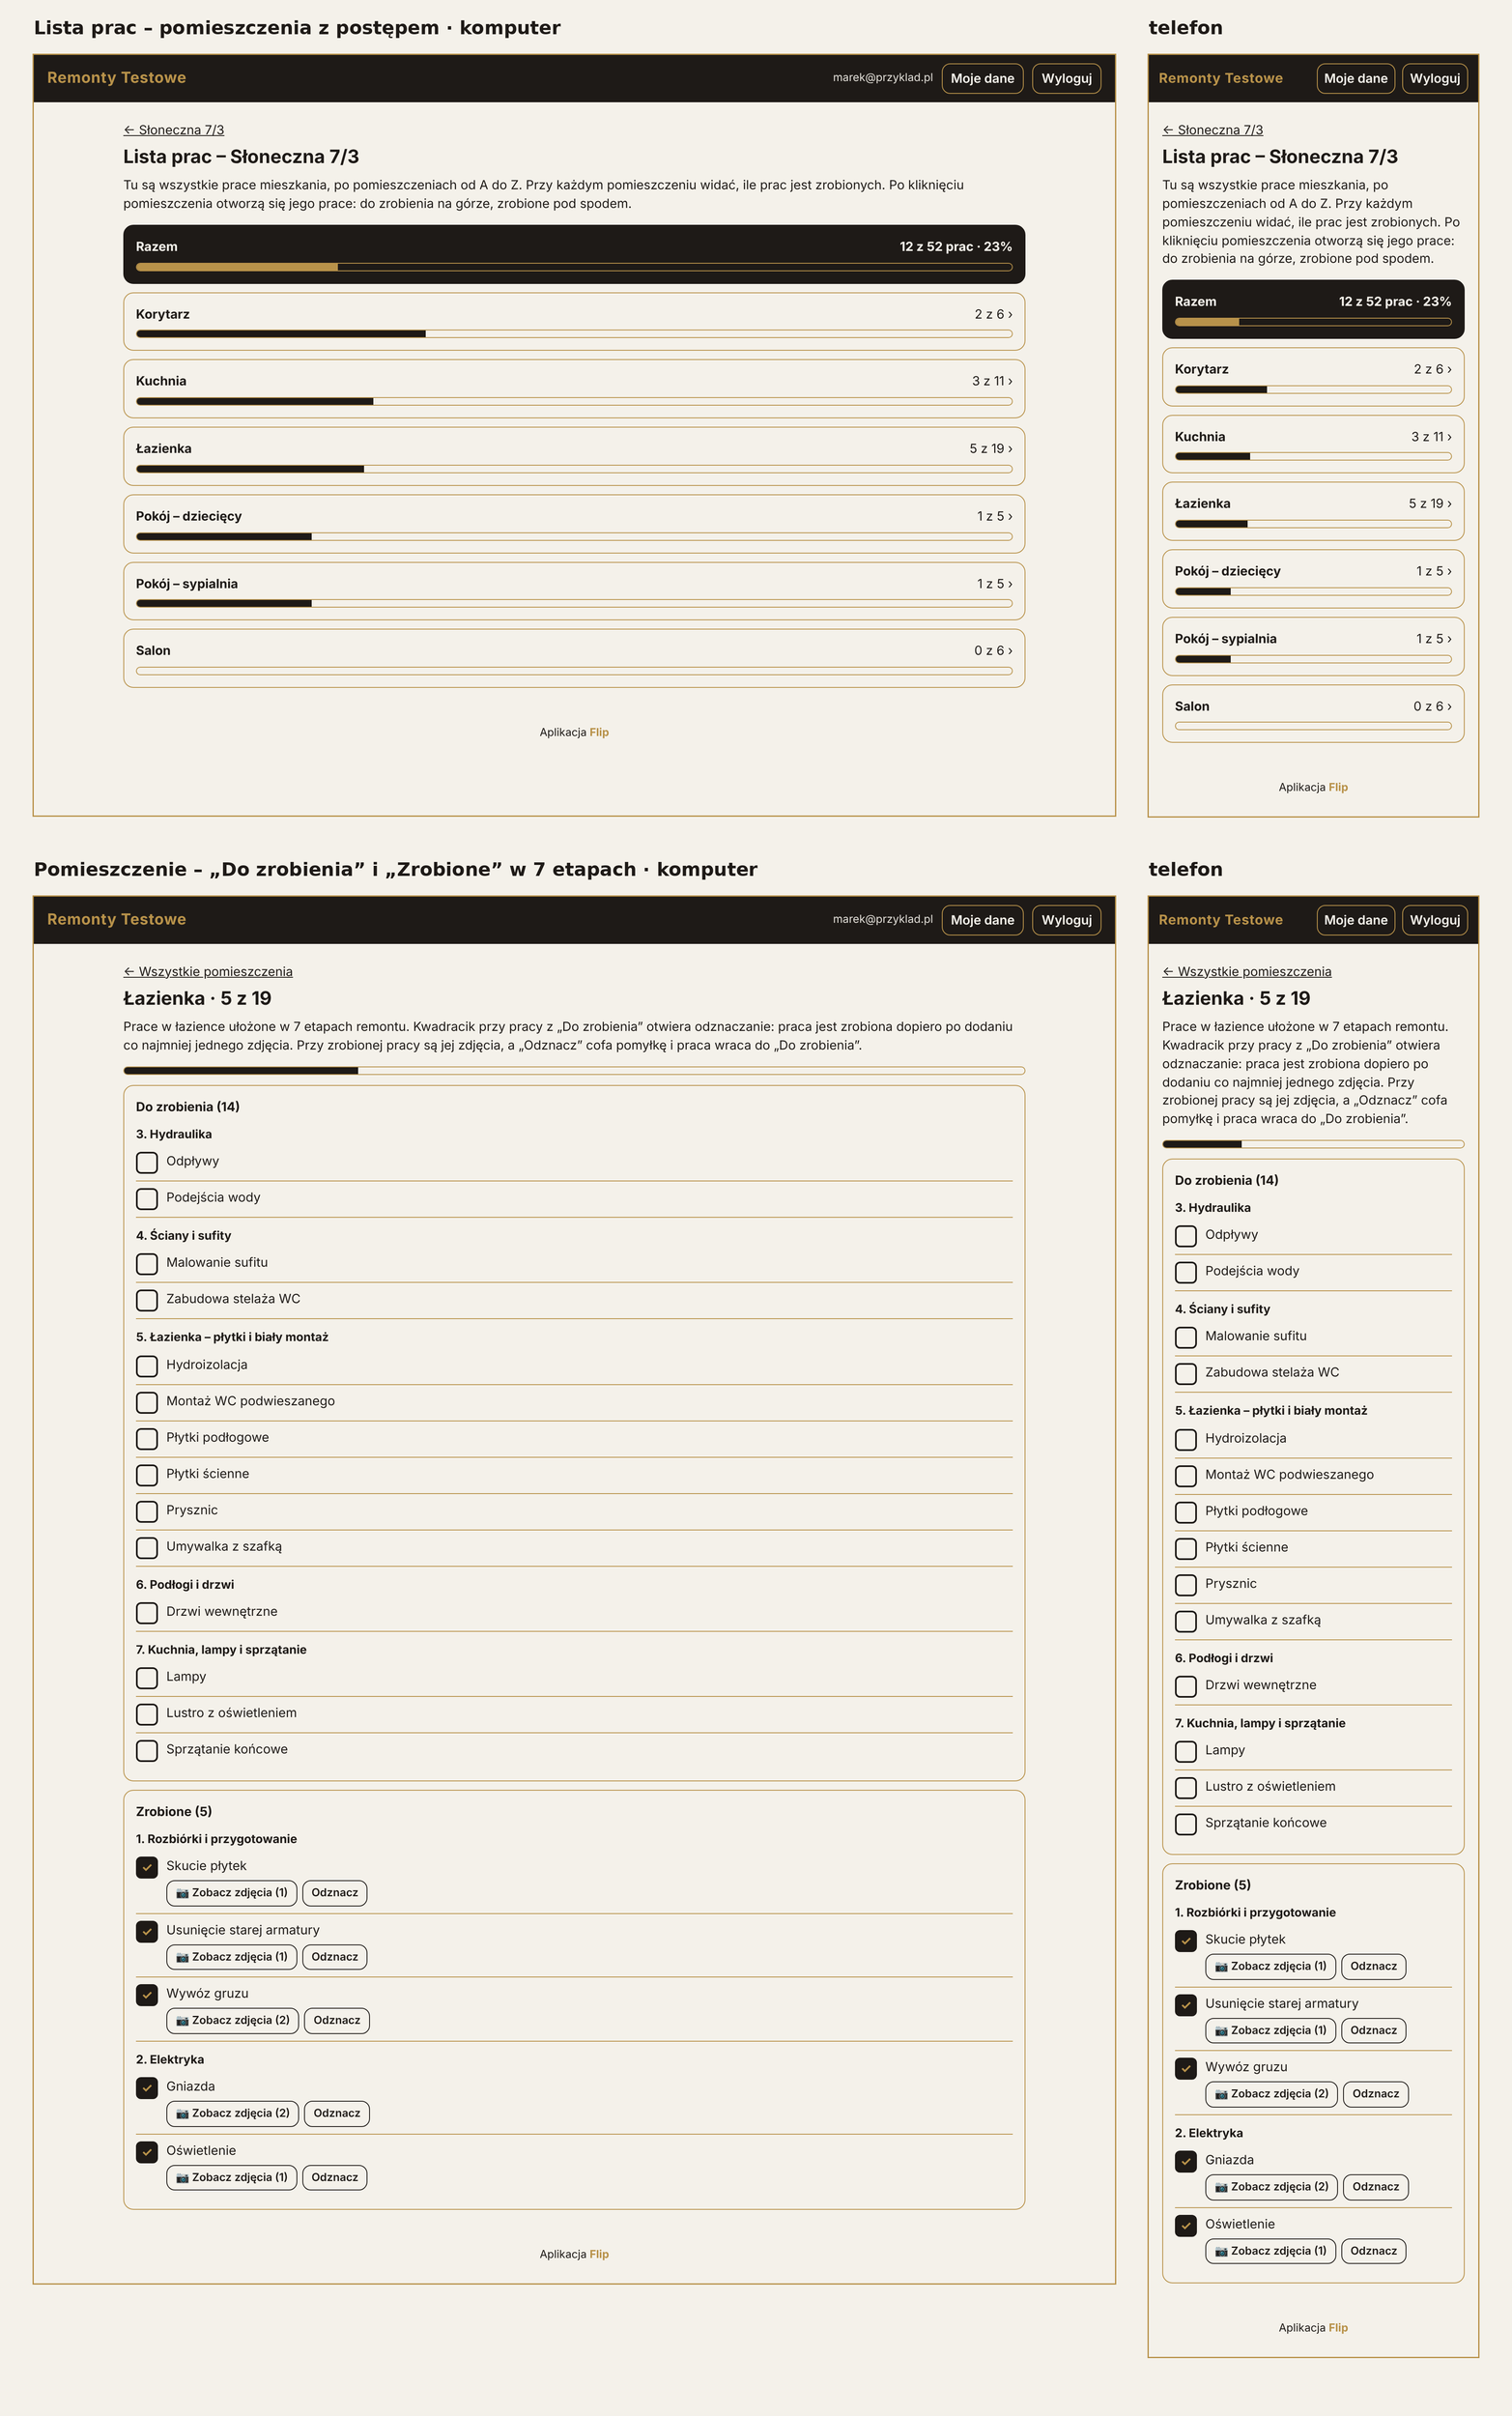 Lista prac – pomieszczenia z postępem · komputer
Remonty Testowe
marek@przyklad.pl
Moje dane
Wyloguj
← Słoneczna 7/3
Lista prac – Słoneczna 7/3
Tu są wszystkie prace mieszkania, po pomieszczeniach od A do Z. Przy każdym pomieszczeniu widać, ile prac jest zrobionych. Po kliknięciu
pomieszczenia otworzą się jego prace: do zrobienia na górze, zrobione pod spodem.
Razem
12 z 52 prac · 23%
Korytarz
2 z 6 ›
Kuchnia
3 z 11 ›
Łazienka
5 z 19 ›
Pokój – dziecięcy
1 z 5 ›
Pokój – sypialnia
1 z 5 ›
Salon
0 z 6 ›
Aplikacja Flip
telefon
Remonty Testowe
Moje dane
Wyloguj
← Słoneczna 7/3
Lista prac – Słoneczna 7/3
Tu są wszystkie prace mieszkania, po
pomieszczeniach od A do Z. Przy każdym
pomieszczeniu widać, ile prac jest zrobionych. Po
kliknięciu pomieszczenia otworzą się jego prace:
do zrobienia na górze, zrobione pod spodem.
Razem
12 z 52 prac · 23%
Korytarz
2 z 6 ›
Kuchnia
3 z 11 ›
Łazienka
5 z 19 ›
Pokój – dziecięcy
1 z 5 ›
Pokój – sypialnia
1 z 5 ›
Salon
0 z 6 ›
Aplikacja Flip
Pomieszczenie – „Do zrobienia” i „Zrobione” w 7 etapach · komputer
Remonty Testowe
marek@przyklad.pl
Moje dane
Wyloguj
← Wszystkie pomieszczenia
Łazienka · 5 z 19
Prace w łazience ułożone w 7 etapach remontu. Kwadracik przy pracy z „Do zrobienia” otwiera odznaczanie: praca jest zrobiona dopiero po dodaniu
co najmniej jednego zdjęcia. Przy zrobionej pracy są jej zdjęcia, a „Odznacz” cofa pomyłkę i praca wraca do „Do zrobienia”.
Do zrobienia (14)
3. Hydraulika
Odpływy
Podejścia wody
4. Ściany i sufity
Malowanie sufitu
Zabudowa stelaża WC
5. Łazienka – płytki i biały montaż
Hydroizolacja
Montaż WC podwieszanego
Płytki podłogowe
Płytki ścienne
Prysznic
Umywalka z szafką
6. Podłogi i drzwi
Drzwi wewnętrzne
7. Kuchnia, lampy i sprzątanie
Lampy
Lustro z oświetleniem
Sprzątanie końcowe
Zrobione (5)
1. Rozbiórki i przygotowanie
Skucie płytek
Zobacz zdjęcia (1)
Odznacz
Usunięcie starej armatury
Zobacz zdjęcia (1)
Odznacz
Wywóz gruzu
Zobacz zdjęcia (2)
Odznacz
2. Elektryka
Gniazda
Zobacz zdjęcia (2)
Odznacz
Oświetlenie
Zobacz zdjęcia (1)
Odznacz
Aplikacja Flip
telefon
Remonty Testowe
Moje dane
Wyloguj
← Wszystkie pomieszczenia
Łazienka · 5 z 19
Prace w łazience ułożone w 7 etapach remontu.
Kwadracik przy pracy z „Do zrobienia” otwiera
odznaczanie: praca jest zrobiona dopiero po
dodaniu co najmniej jednego zdjęcia. Przy
zrobionej pracy są jej zdjęcia, a „Odznacz” cofa
pomyłkę i praca wraca do „Do zrobienia”.
Do zrobienia (14)
3. Hydraulika
Odpływy
Podejścia wody
4. Ściany i sufity
Malowanie sufitu
Zabudowa stelaża WC
5. Łazienka – płytki i biały montaż
Hydroizolacja
Montaż WC podwieszanego
Płytki podłogowe
Płytki ścienne
Prysznic
Umywalka z szafką
6. Podłogi i drzwi
Drzwi wewnętrzne
7. Kuchnia, lampy i sprzątanie
Lampy
Lustro z oświetleniem
Sprzątanie końcowe
Zrobione (5)
1. Rozbiórki i przygotowanie
Skucie płytek
Zobacz zdjęcia (1)
Odznacz
Usunięcie starej armatury
Zobacz zdjęcia (1)
Odznacz
Wywóz gruzu
Zobacz zdjęcia (2)
Odznacz
2. Elektryka
Gniazda
Zobacz zdjęcia (2)
Odznacz
Oświetlenie
Zobacz zdjęcia (1)
Odznacz
Aplikacja Flip